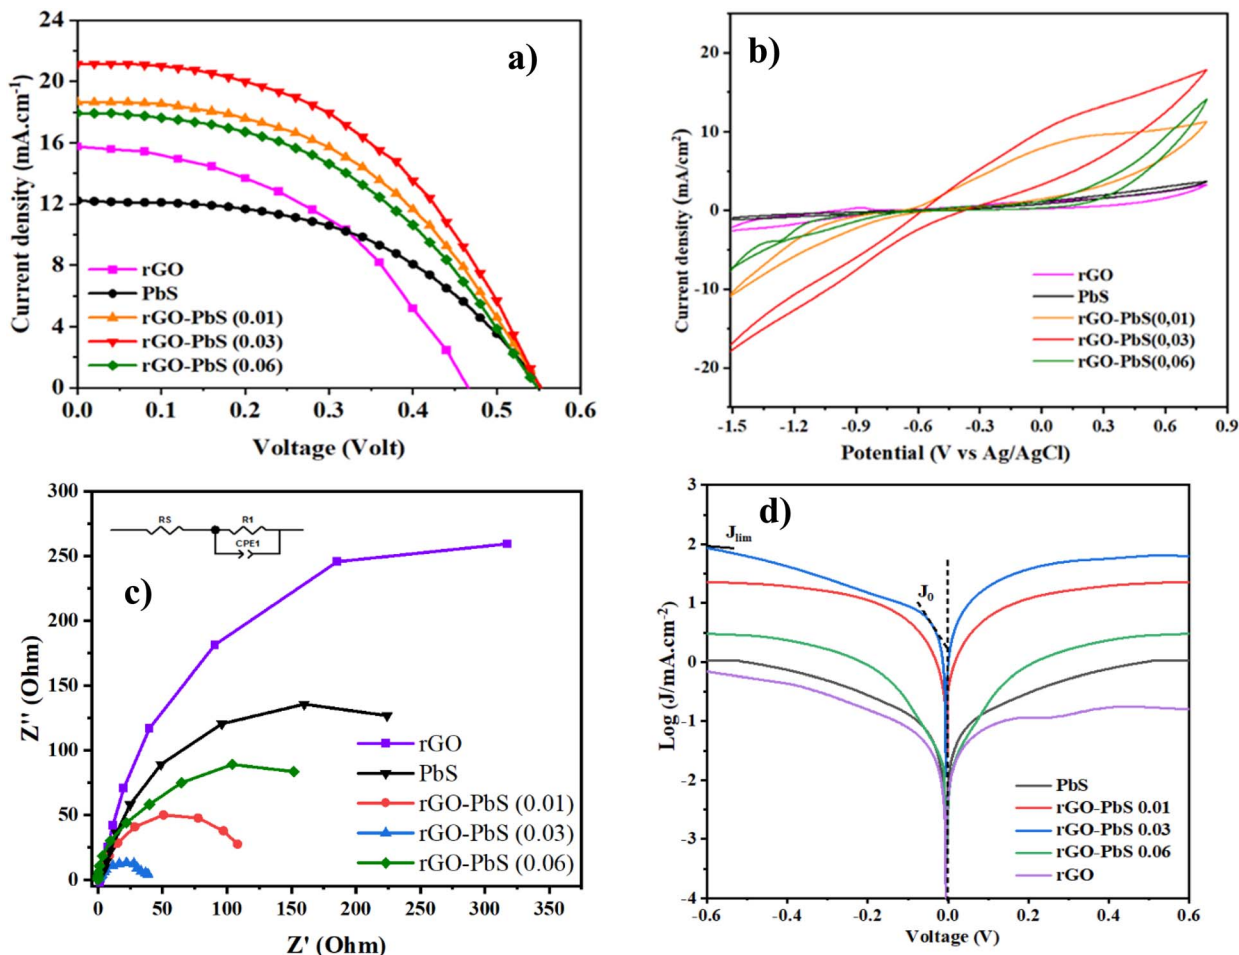 a)
24
20
16
12
8
4
0
Current density (mA.cm⁻¹)
rGO
PbS
rGO-PbS (0.01)
rGO-PbS (0.03)
rGO-PbS (0.06)
0.0 0.1 0.2 0.3 0.4 0.5 0.6
Voltage (Volt)
b)
20
10
0
-10
-20
Current density (mA/cm²)
rGO
PbS
rGO-PbS(0,01)
rGO-PbS(0,03)
rGO-PbS(0,06)
-1.5 -1.2 -0.9 -0.6 -0.3 0.0 0.3 0.6 0.9
Potential (V vs Ag/AgCl)
c)
300
250
200
150
100
50
0
Z'' (Ohm)
RS R1
CPE1
rGO
PbS
rGO-PbS (0.01)
rGO-PbS (0.03)
rGO-PbS (0.06)
0 50 100 150 200 250 300 350
Z' (Ohm)
d)
3
2
1
0
-1
-2
-3
-4
Log (J/mA.cm⁻²)
Jlim
J0
PbS
rGO-PbS 0.01
rGO-PbS 0.03
rGO-PbS 0.06
rGO
-0.6 -0.4 -0.2 0.0 0.2 0.4 0.6
Voltage (V)